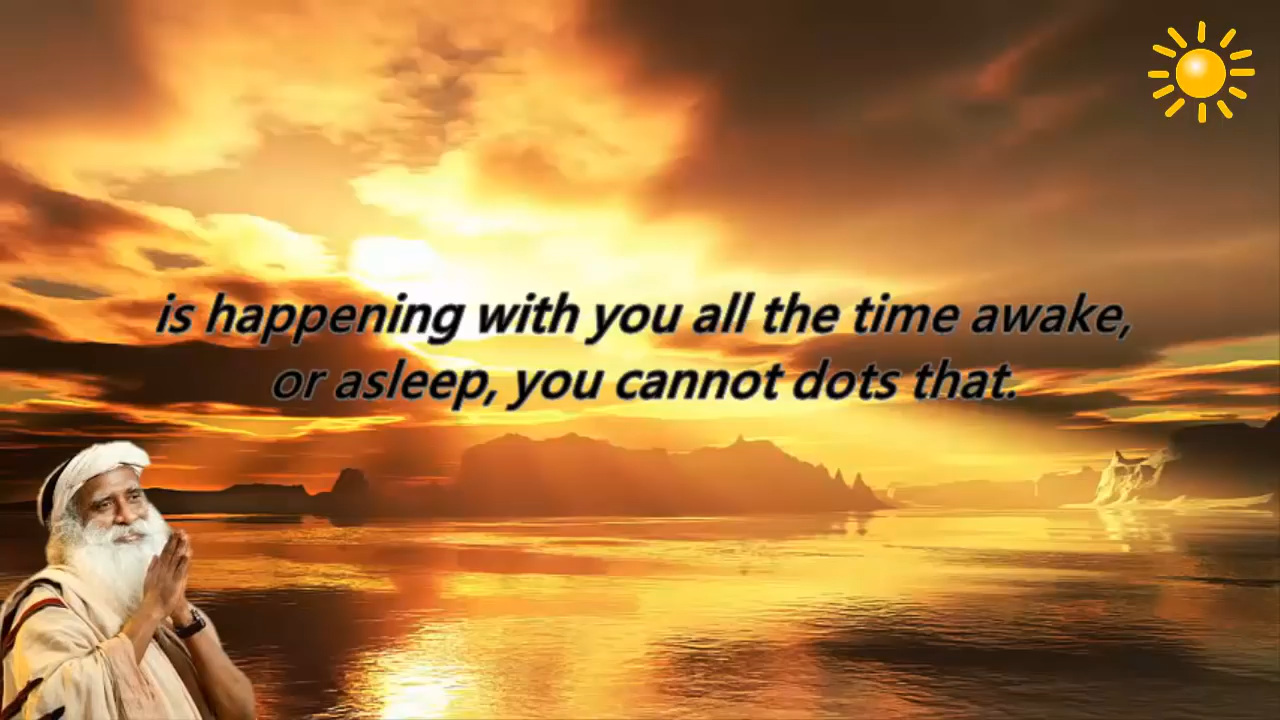 is happening with you all the time awake,
or asleep, you cannot dots that.